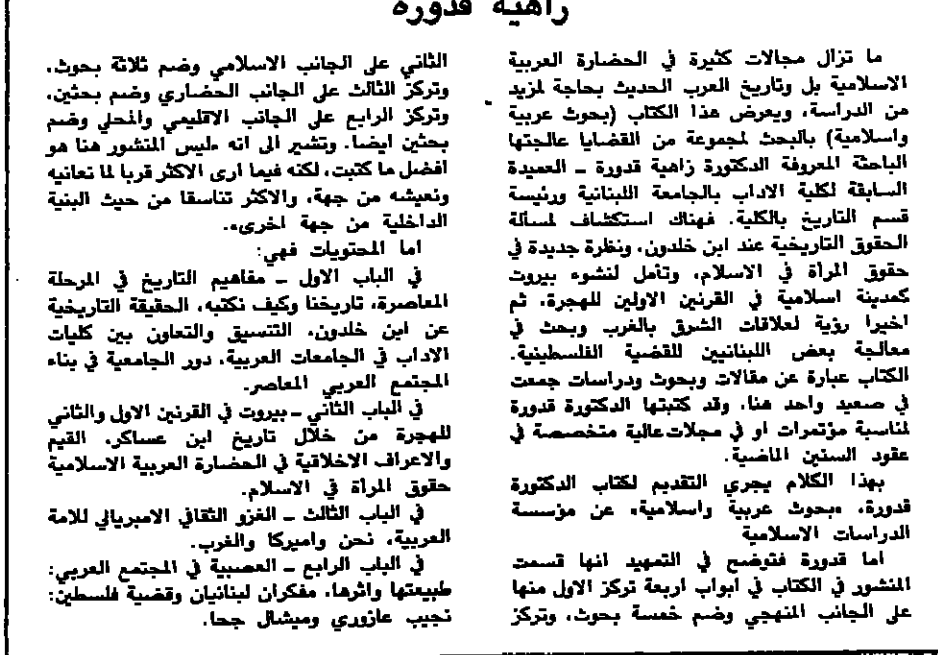 زاهية قدورة
ما تزال مجالات كثيرة في الحضارة العربية
الاسلامية بل وتاريخ العرب الحديث بحاجة لمزيد
من الدراسة، ويعرض هذا الكتاب (بحوث عربية
واسلامية) بالبحث لمجموعة من القضايا عالجتها
الباحثة المعروفة الدكتورة زاهية قدورة ــ العميدة
السابقة لكلية الاداب بالجامعة اللبنانية ورئيسة
قسم التاريخ بالكلية. فهناك استكشاف لمسألة
الحقوق التاريخية عند ابن خلدون، ونظرة جديدة في
حقوق المرأة في الاسلام، وتأمل لنشوء بيروت
كمدينة اسلامية في القرنين الاولين للهجرة، ثم
اخيرا رؤية لعلاقات الشرق بالغرب وبحث في
معالجة بعض اللبنانيين للقضية الفلسطينية.
الكتاب عبارة عن مقالات وبحوث ودراسات جمعت
في صعيد واحد هنا، وقد كتبتها الدكتورة قدورة
لمناسبة مؤتمرات او في مجلات عالية متخصصة في
عقود السنين الماضية.
بهذا الكلام يجري التقديم لكتاب الدكتورة
قدورة، «بحوث عربية واسلامية» عن مؤسسة
الدراسات الاسلامية
اما قدورة فتوضح في التمهيد انها قسمت
المنشور في الكتاب في ابواب اربعة تركز الاول منها
على الجانب المنهجي وضم خمسة بحوث، وتركز
الثاني على الجانب الاسلامي وضم ثلاثة بحوث،
وتركز الثالث على الجانب الحضاري وضم بحثين،
وتركز الرابع على الجانب الاقليمي والمحلي وضم
بحثين ايضا. وتشير الى انه «ليس المنشور هنا هو
افضل ما كتبت، لكنه فيما ارى الاكثر قربا لما نعانيه
ونعيشه من جهة، والاكثر تناسقا من حيث البنية
الداخلية من جهة اخرى».
اما المحتويات فهي:
في الباب الاول ــ مفاهيم التاريخ في المرحلة
المعاصرة، تاريخنا وكيف نكتبه، الحقيقة التاريخية
عن ابن خلدون، التنسيق والتعاون بين كليات
الاداب في الجامعات العربية، دور الجامعية في بناء
المجتمع العربي المعاصر.
في الباب الثاني ــ بيروت في القرنين الاول والثاني
للهجرة من خلال تاريخ ابن عساكر، القيم
والاعراف الاخلاقية في الحضارة العربية الاسلامية
حقوق المرأة في الاسلام.
في الباب الثالث ــ الغزو الثقافي الامبريالي للامة
العربية، نحن واميركا والغرب.
في الباب الرابع ــ العصبية في المجتمع العربي:
طبيعتها واثرها، مفكران لبنانيان وقضية فلسطين:
نجيب عازوري وميشال جحا.